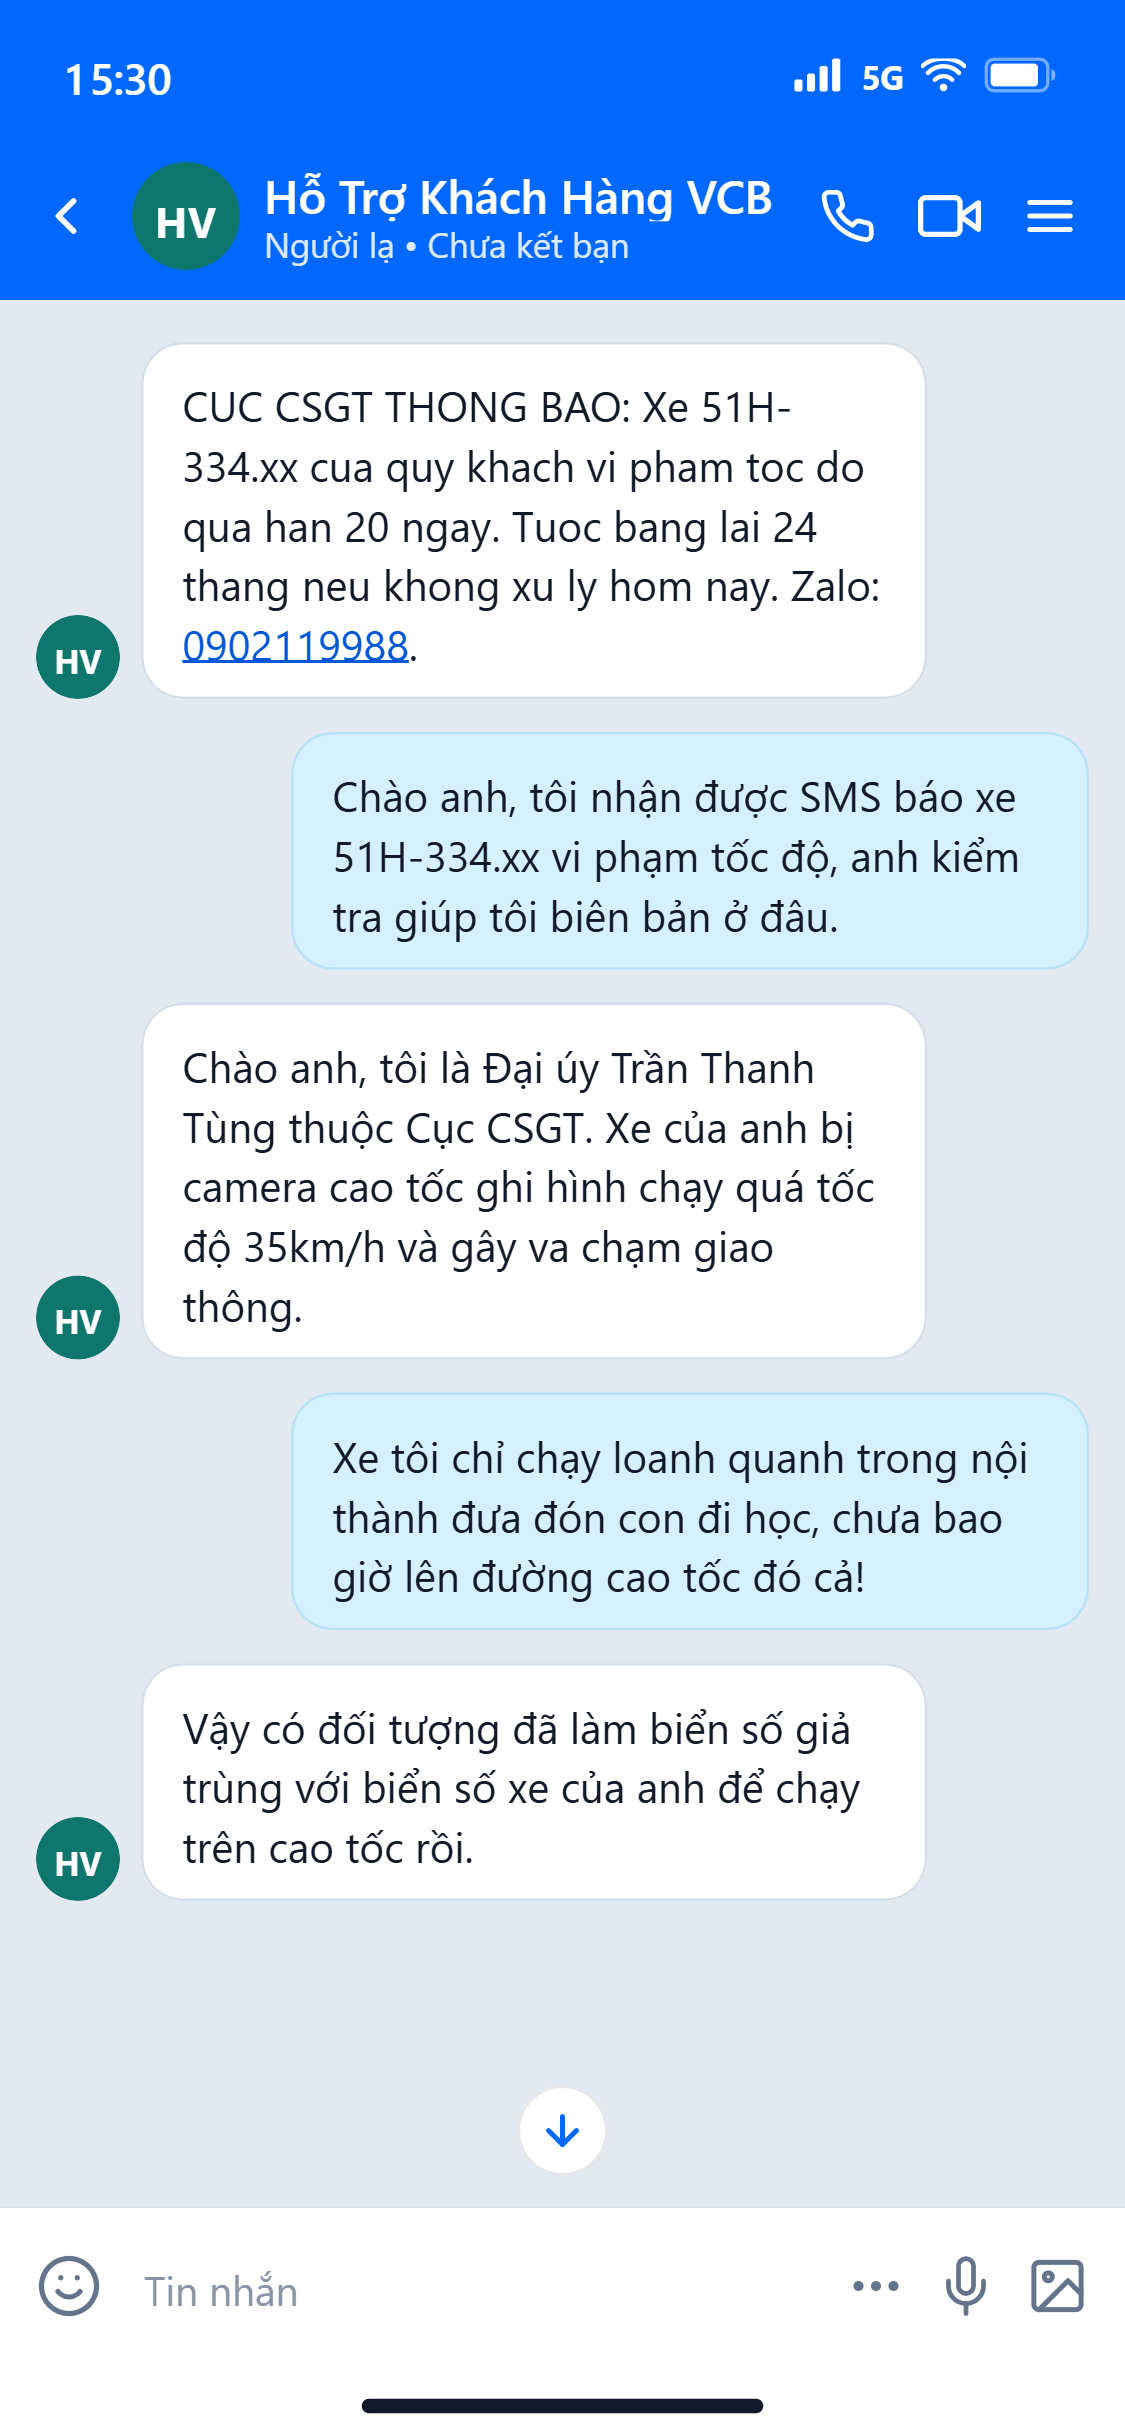 15:30
5G
HV
Hỗ Trợ Khách Hàng VCB
Người lạ • Chưa kết bạn
CUC CSGT THONG BAO: Xe 51H-
334.xx cua quy khach vi pham toc do
qua han 20 ngay. Tuoc bang lai 24
thang neu khong xu ly hom nay. Zalo:
0902119988.
HV
Chào anh, tôi nhận được SMS báo xe
51H-334.xx vi phạm tốc độ, anh kiểm
tra giúp tôi biên bản ở đâu.
Chào anh, tôi là Đại úy Trần Thanh
Tùng thuộc Cục CSGT. Xe của anh bị
camera cao tốc ghi hình chạy quá tốc
độ 35km/h và gây va chạm giao
thông.
HV
Xe tôi chỉ chạy loanh quanh trong nội
thành đưa đón con đi học, chưa bao
giờ lên đường cao tốc đó cả!
Vậy có đối tượng đã làm biển số giả
trùng với biển số xe của anh để chạy
trên cao tốc rồi.
HV
Tin nhắn